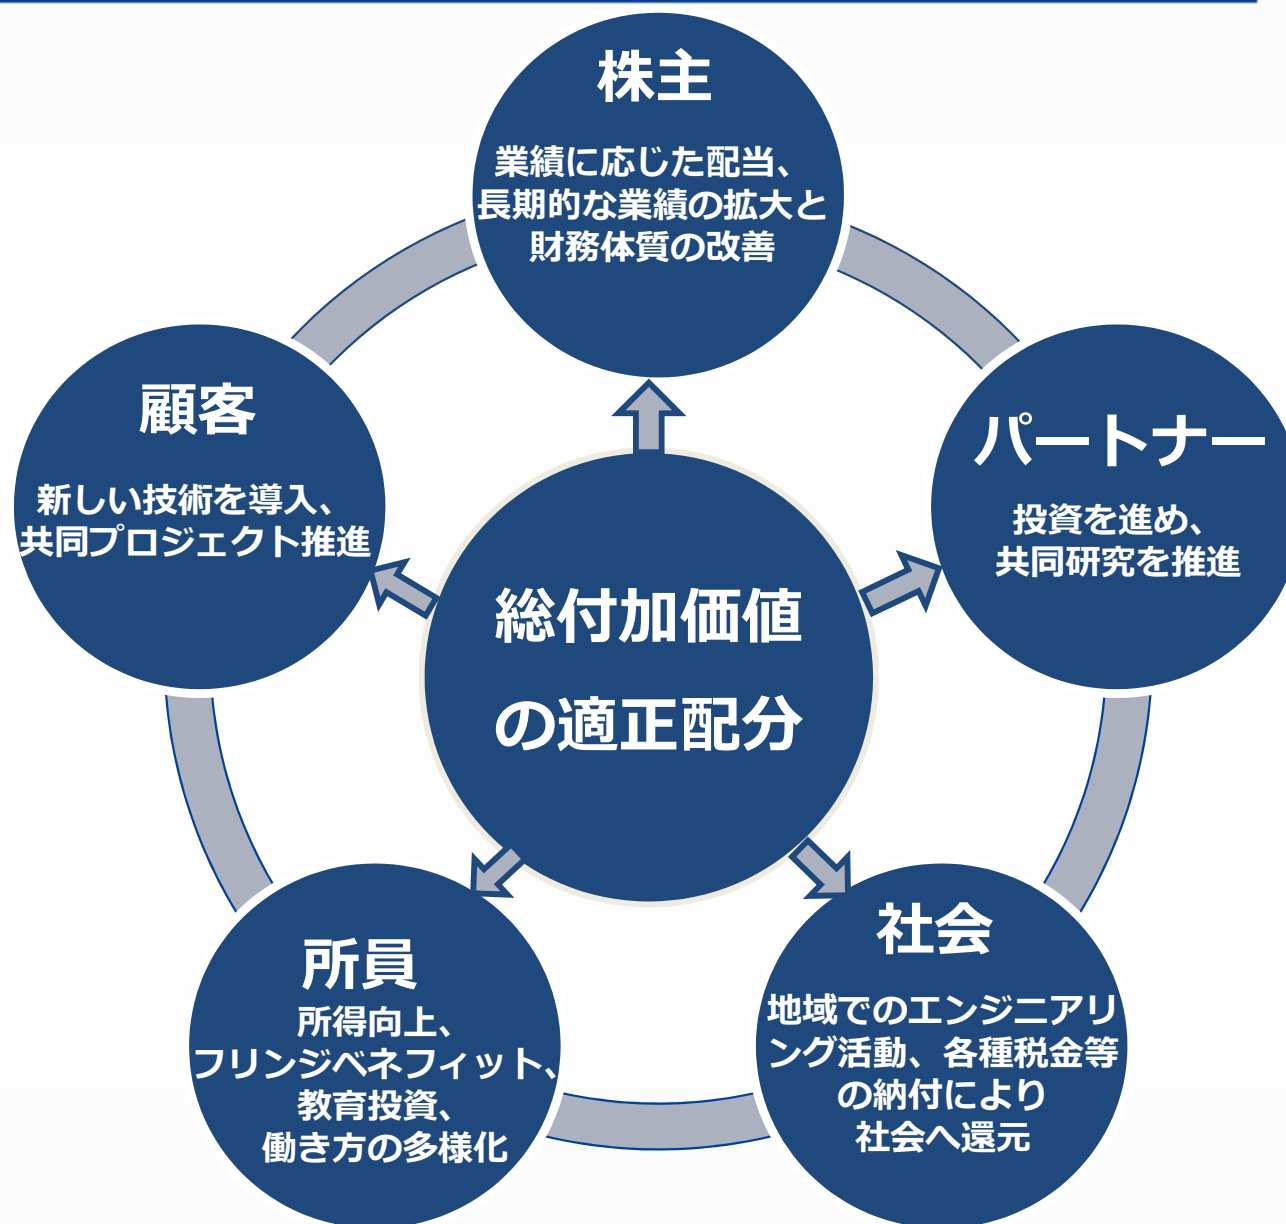 株主
業績に応じた配当、
長期的な業績の拡大と
財務体質の改善
顧客
新しい技術を導入、
共同プロジェクト推進
パートナー
投資を進め、
共同研究を推進
総付加価値
の適正配分
所員
所得向上、
フリンジベネフィット、
教育投資、
働き方の多様化
社会
地域でのエンジニアリ
ング活動、各種税金等
の納付により
社会へ還元